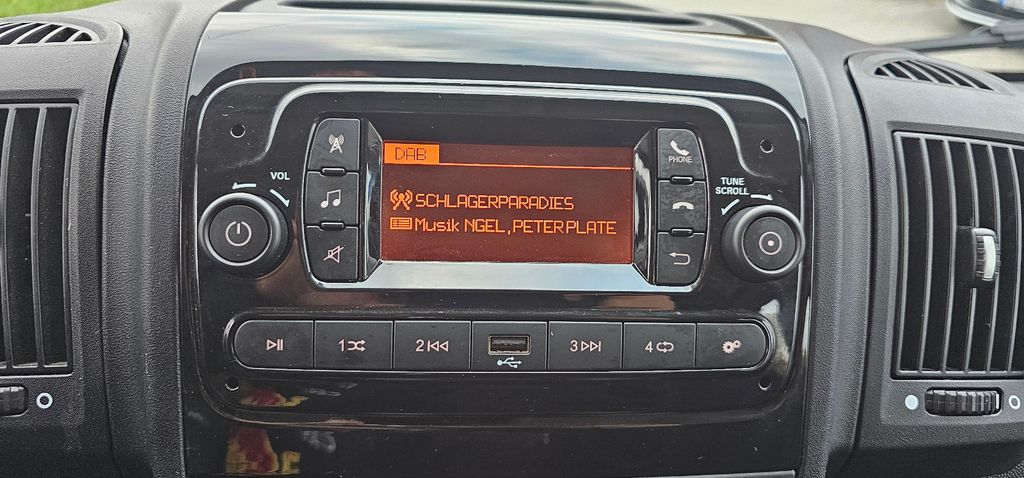 DAB
VOL
PHONE
TUNE
SCROLL
SCHLAGERPARADIES
Musik NGEL,PETER PLATE
1
2
3
4